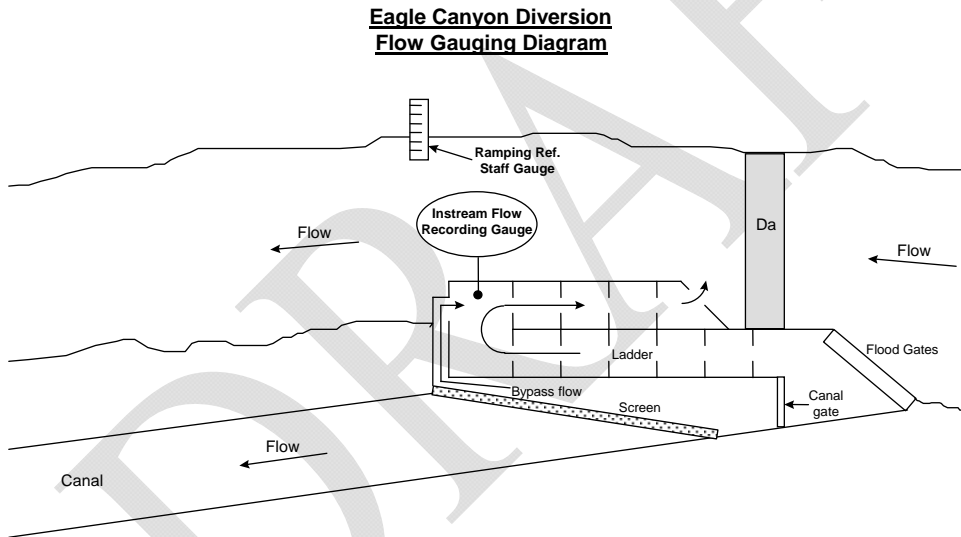 Eagle Canyon Diversion
Flow Gauging Diagram
Ramping Ref.
Staff Gauge
Instream Flow
Recording Gauge
Flow
Da
Flow
Flood Gates
Ladder
Bypass flow
Screen
Canal
gate
Flow
Canal
DRAF